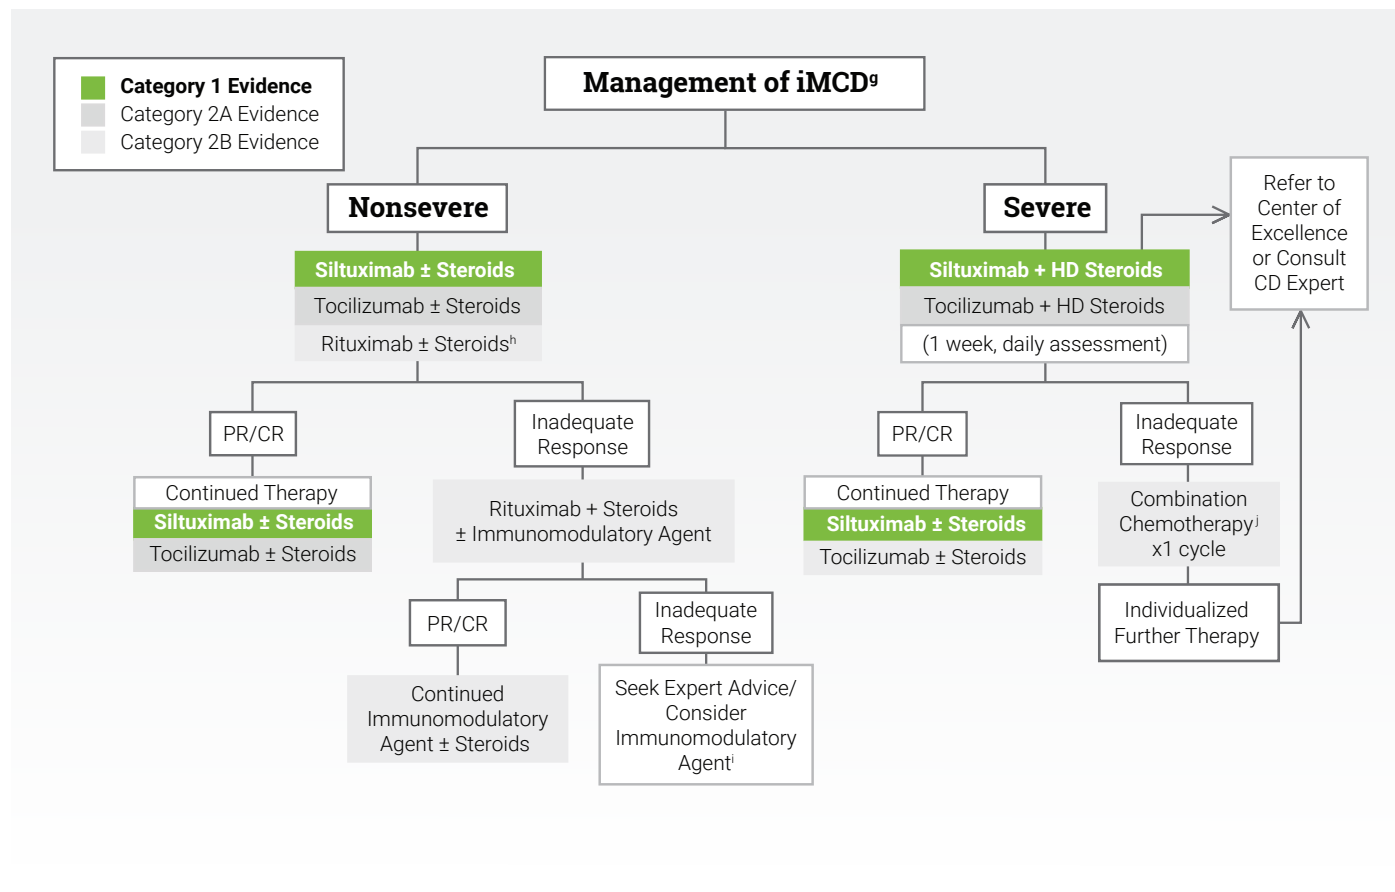 Category 1 Evidence
Category 2A Evidence
Category 2B Evidence
Management of iMCDᵍ
Nonsevere
Siltuximab ± Steroids
Tocilizumab ± Steroids
Rituximab ± Steroidsʰ
PR/CR
Continued Therapy
Siltuximab ± Steroids
Tocilizumab ± Steroids
Inadequate
Response
Rituximab + Steroids
± Immunomodulatory Agent
PR/CR
Continued
Immunomodulatory
Agent ± Steroids
Inadequate
Response
Seek Expert Advice/
Consider
Immunomodulatory
Agentⁱ
Severe
Siltuximab + HD Steroids
Tocilizumab + HD Steroids
(1 week, daily assessment)
PR/CR
Continued Therapy
Siltuximab ± Steroids
Tocilizumab ± Steroids
Inadequate
Response
Combination
Chemotherapyʲ
x1 cycle
Individualized
Further Therapy
Refer to
Center of
Excellence
or Consult
CD Expert